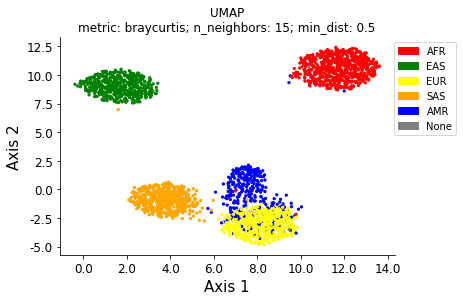 UMAP
metric: braycurtis; n_neighbors: 15; min_dist: 0.5
12.5
10.0
7.5
5.0
2.5
0.0
-2.5
-5.0
Axis 2
0.0 2.0 4.0 6.0 8.0 10.0 12.0 14.0
Axis 1
AFR
EAS
EUR
SAS
AMR
None